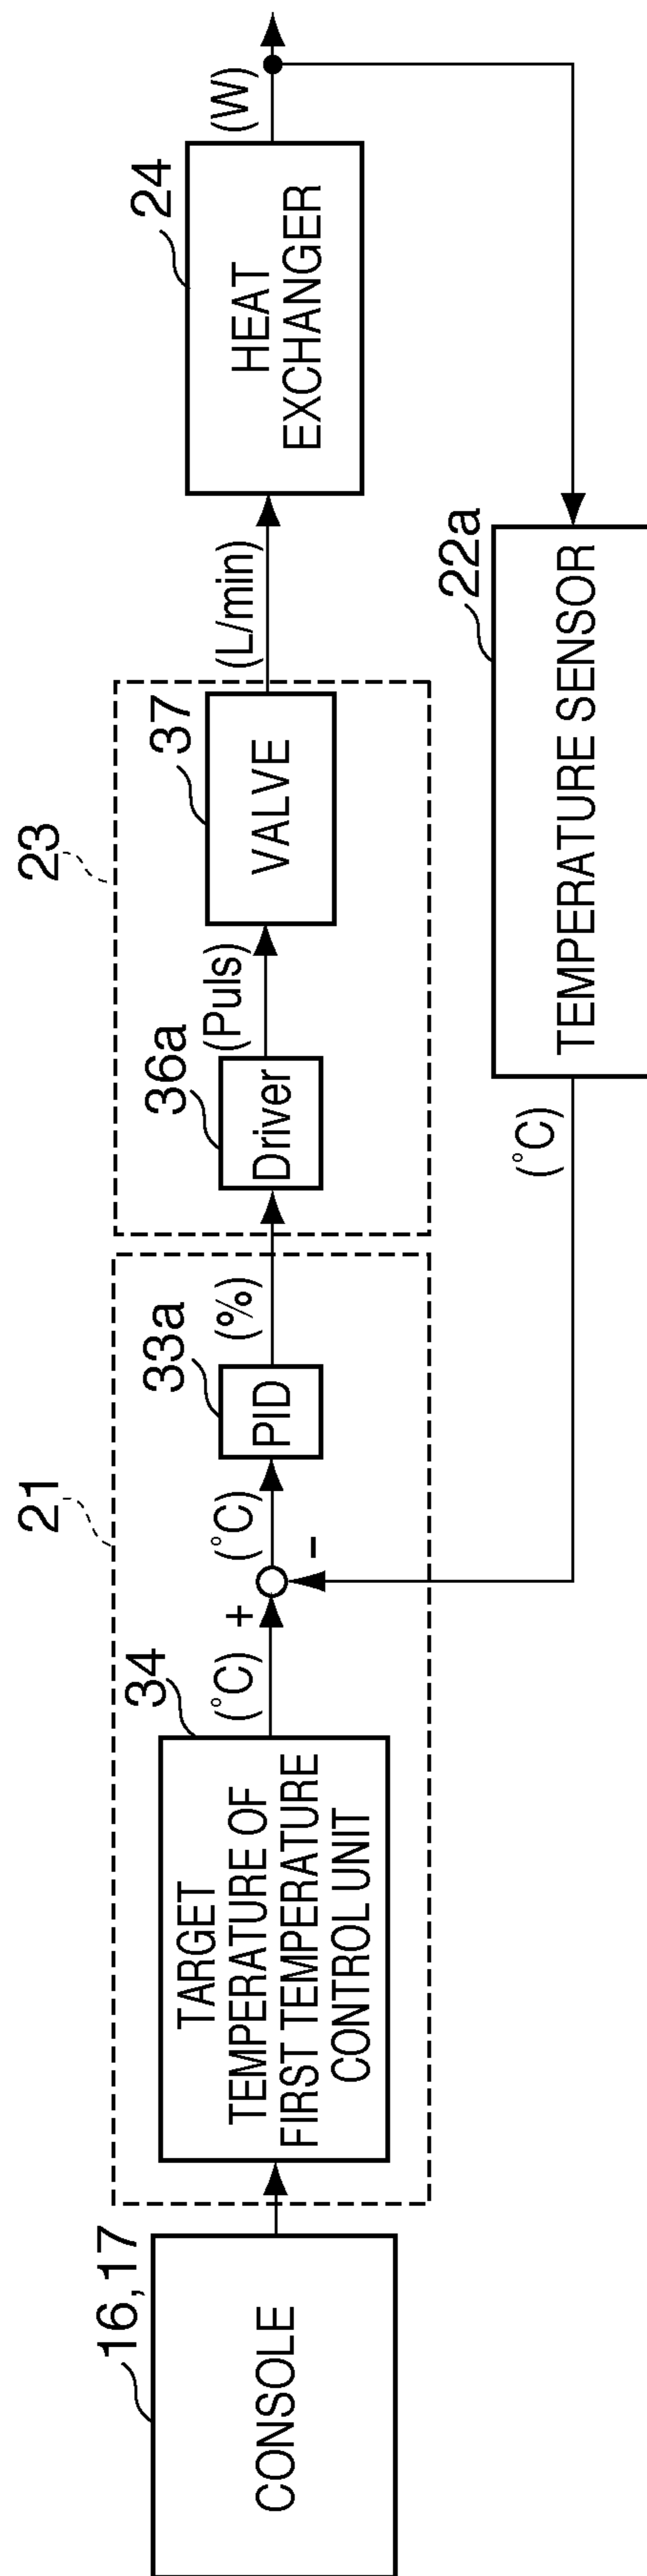 16,17
CONSOLE
21
34
TARGET
TEMPERATURE OF
FIRST TEMPERATURE
CONTROL UNIT
(°C)
+
-
(°C)
33a
PID
(%)
23
36a
Driver
(Puls)
37
VALVE
(L/min)
24
HEAT
EXCHANGER
(W)
22a
TEMPERATURE SENSOR
(°C)